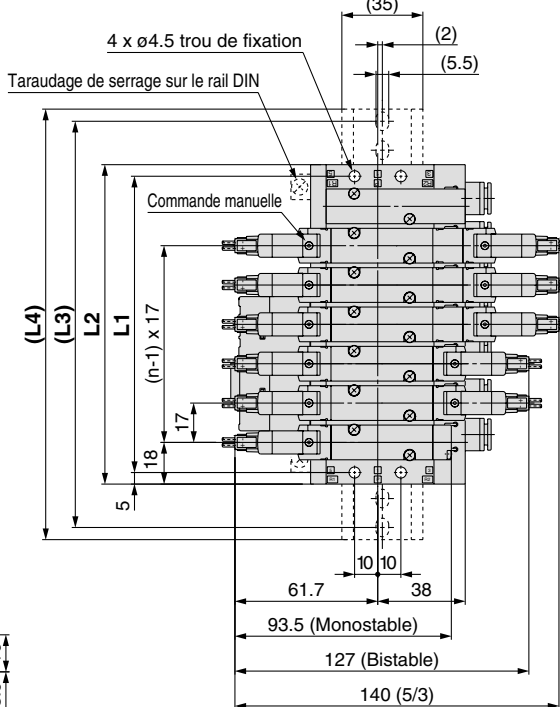 (35)
4 x ø4.5 trou de fixation
(2)
(5.5)
Taraudage de serrage sur le rail DIN
Commande manuelle
(L4)
(L3)
L2
L1
(n-1) x 17
17
18
5
10
10
61.7
38
93.5 (Monostable)
127 (Bistable)
140 (5/3)